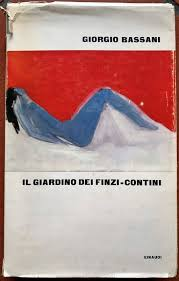 GIORGIO BASSANI
IL GIARDINO DEI FINZI-CONTINI
EINAUDI